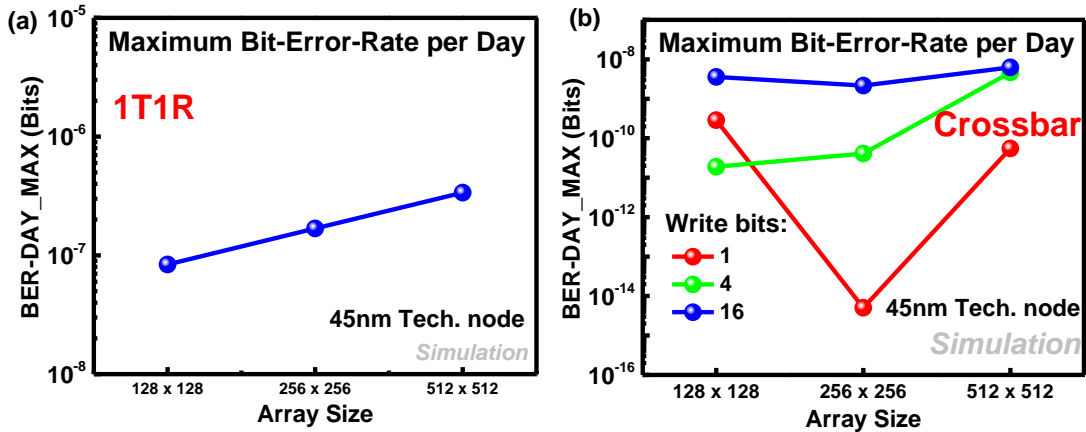 (a)
Maximum Bit-Error-Rate per Day
1T1R
BER-DAY_MAX (Bits)
10-5
10-6
10-7
10-8
45nm Tech. node
Simulation
128 x 128
256 x 256
512 x 512
Array Size
(b)
Maximum Bit-Error-Rate per Day
Crossbar
BER-DAY_MAX (Bits)
10-8
10-10
10-12
10-14
10-16
Write bits:
1
4
16
45nm Tech. node
Simulation
128 x 128
256 x 256
512 x 512
Array Size